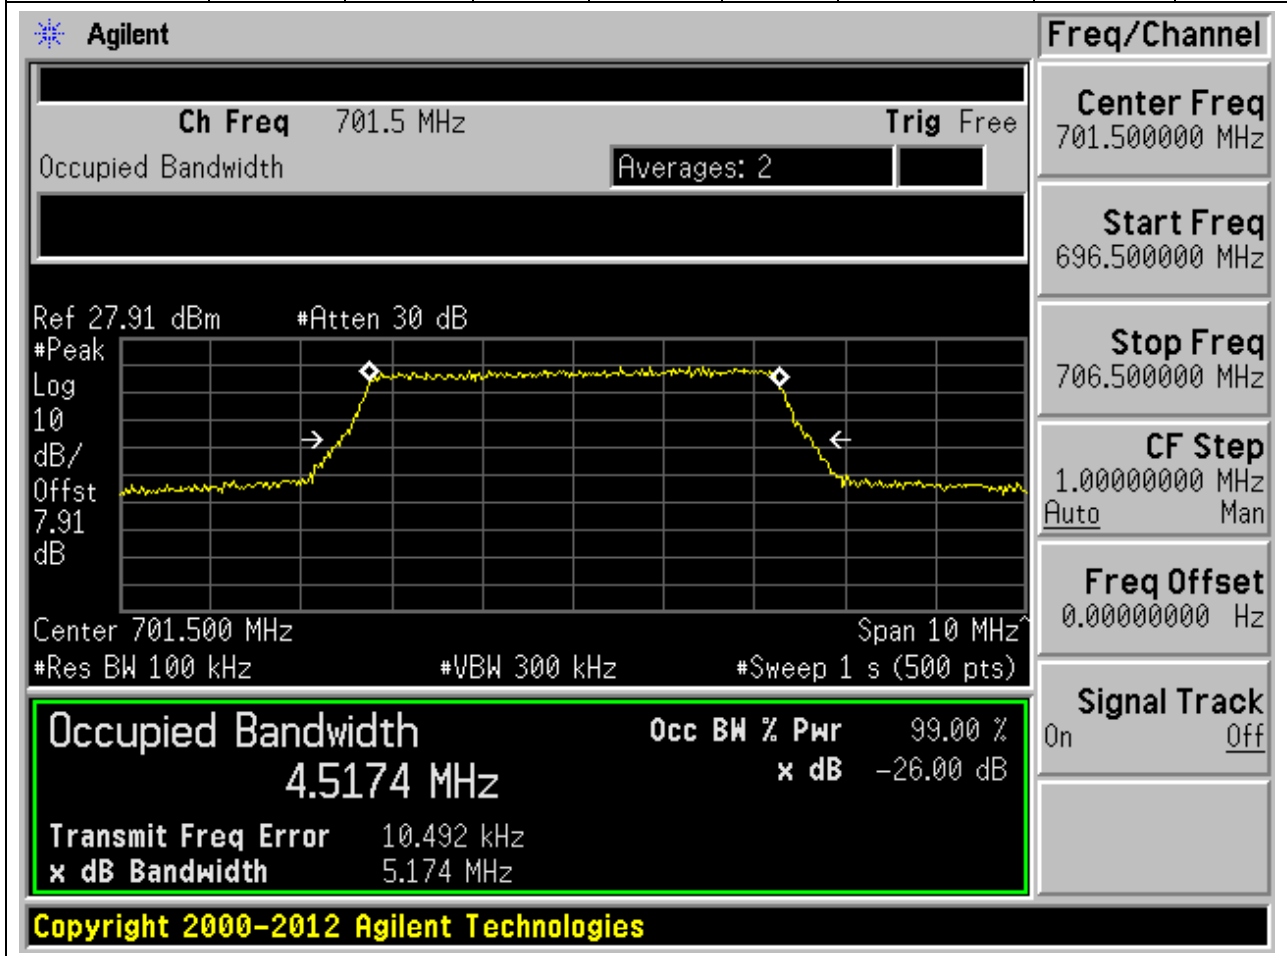 Agilent
Freq/Channel
Ch Freq 701.5 MHz Trig Free
Occupied Bandwidth Averages: 2
Center Freq
701.500000 MHz
Start Freq
696.500000 MHz
Stop Freq
706.500000 MHz
CF Step
1.00000000 MHz
Auto Man
Freq Offset
0.00000000 Hz
Signal Track
On Off
Ref 27.91 dBm #Atten 30 dB
#Peak
Log
10
dB/
Offst
7.91
dB
Center 701.500 MHz Span 10 MHz^
#Res BW 100 kHz #VBW 300 kHz #Sweep 1 s (500 pts)
Occupied Bandwidth
4.5174 MHz
Occ BW % Pwr 99.00 %
x dB -26.00 dB
Transmit Freq Error 10.492 kHz
x dB Bandwidth 5.174 MHz
Copyright 2000-2012 Agilent Technologies